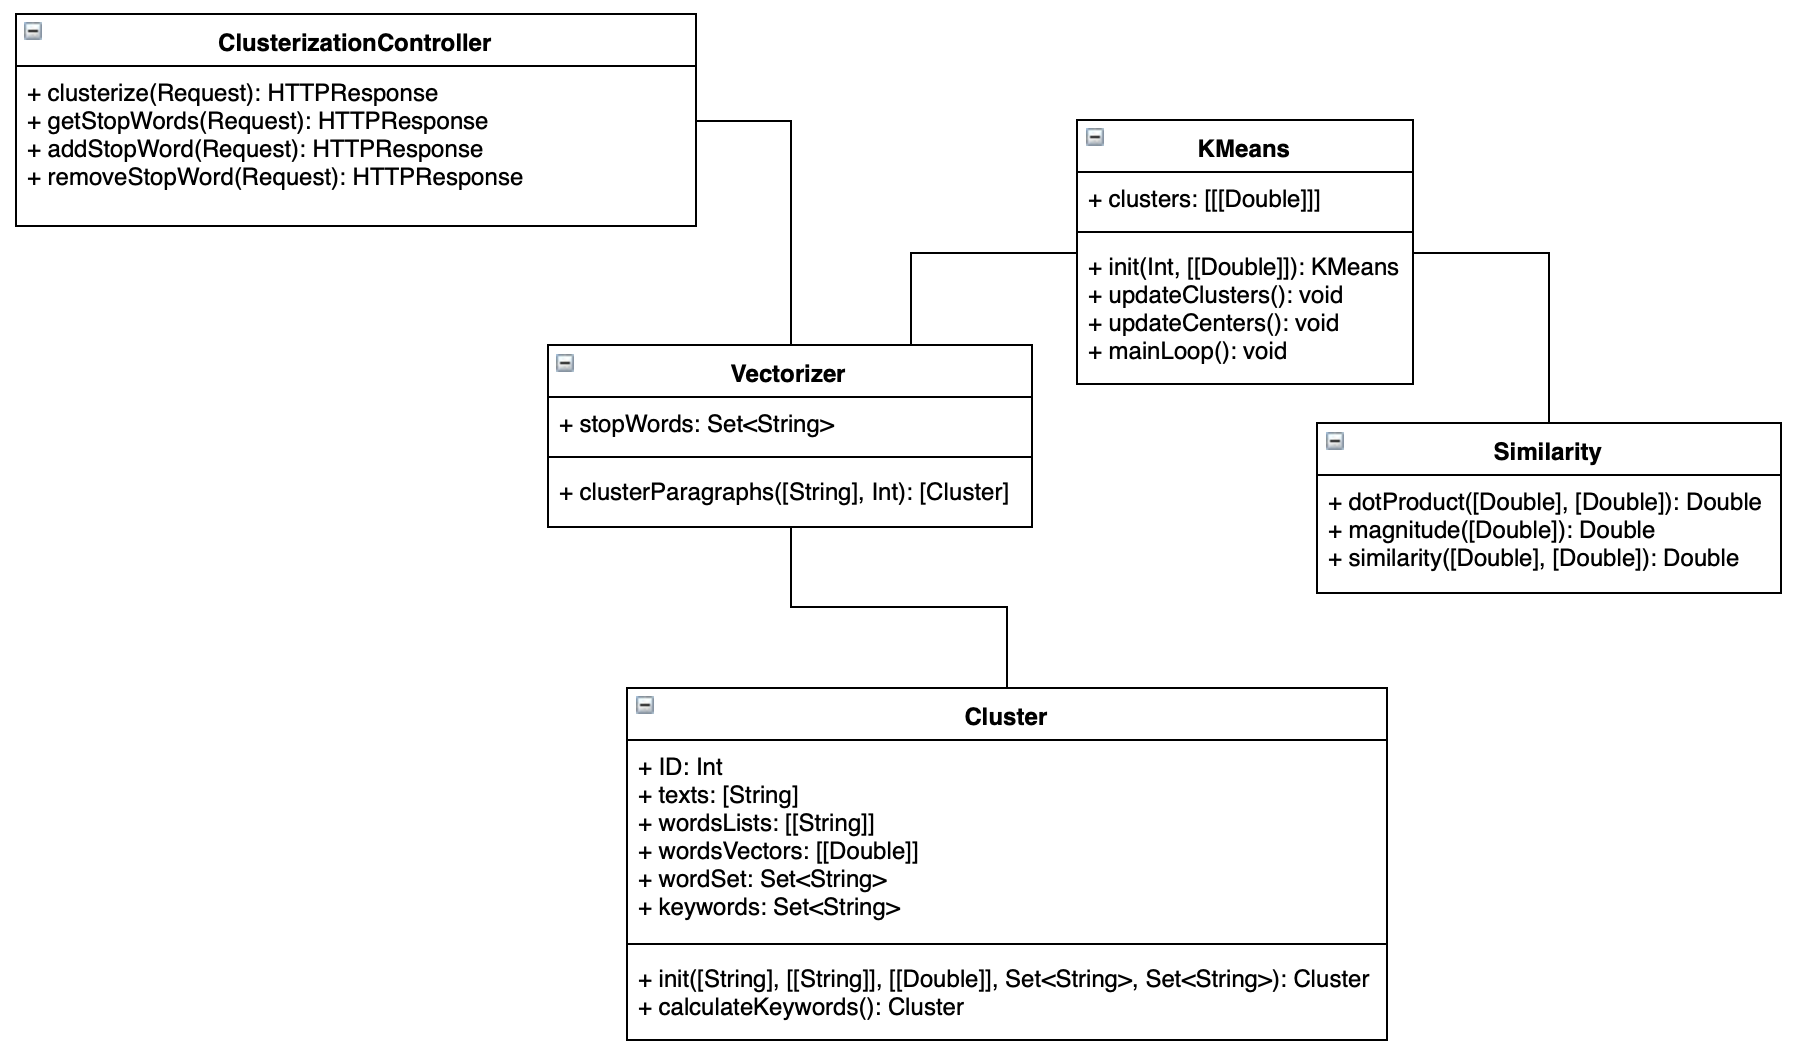 ClusterizationController
+ clusterize(Request): HTTPResponse
+ getStopWords(Request): HTTPResponse
+ addStopWord(Request): HTTPResponse
+ removeStopWord(Request): HTTPResponse
KMeans
+ clusters: [[[Double]]]
+ init(Int, [[Double]]): KMeans
+ updateClusters(): void
+ updateCenters(): void
+ mainLoop(): void
Vectorizer
+ stopWords: Set<String>
+ clusterParagraphs([String], Int): [Cluster]
Similarity
+ dotProduct([Double], [Double]): Double
+ magnitude([Double]): Double
+ similarity([Double], [Double]): Double
Cluster
+ ID: Int
+ texts: [String]
+ wordsLists: [[String]]
+ wordsVectors: [[Double]]
+ wordSet: Set<String>
+ keywords: Set<String>
+ init([String], [[String]], [[Double]], Set<String>, Set<String>): Cluster
+ calculateKeywords(): Cluster